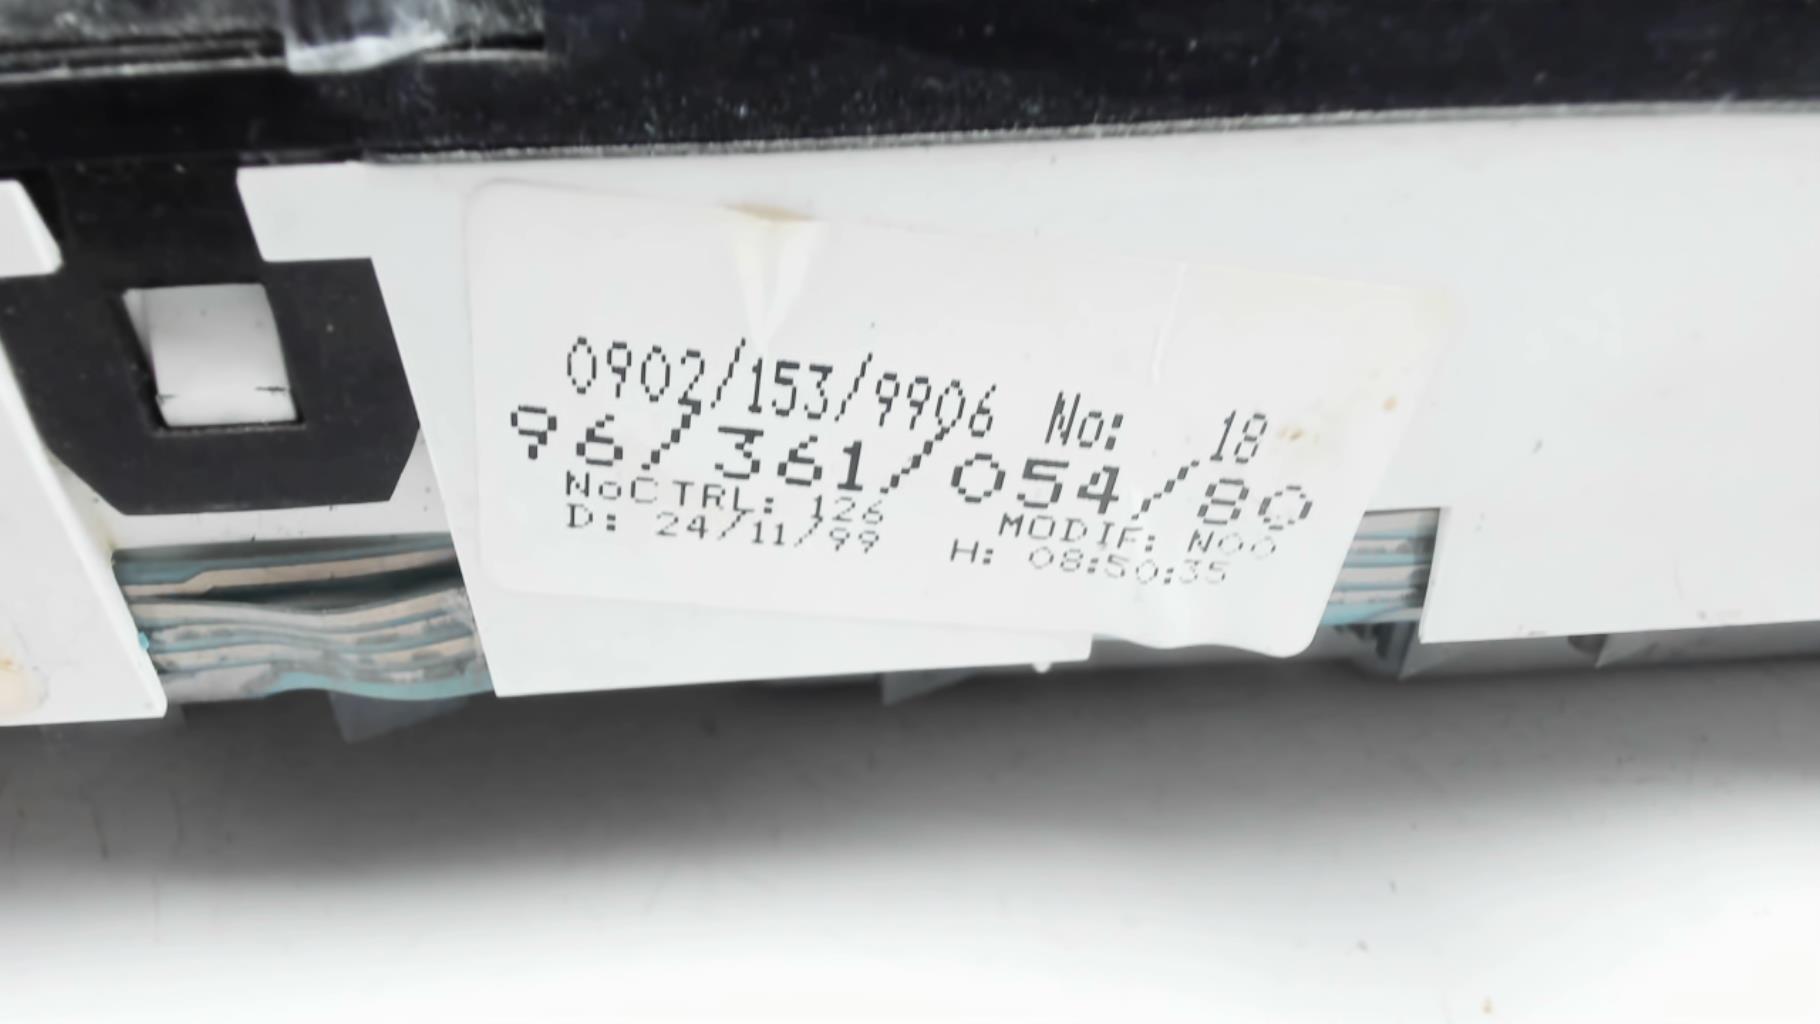 0902/153/9906 No: 18
96/361/054/80
NoCTRL: 126 MODIF: N00
D: 24/11/99 H: 08:50:35